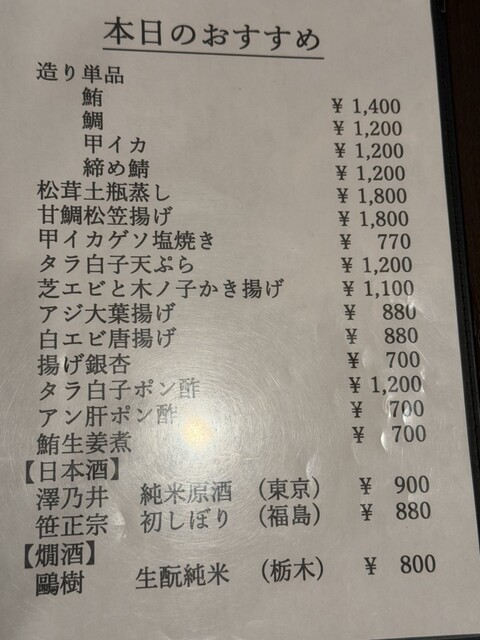 本日のおすすめ
造り単品
鮪 ¥ 1,400
鯛 ¥ 1,200
甲イカ ¥ 1,200
締め鯖 ¥ 1,200
松茸土瓶蒸し ¥ 1,800
甘鯛松笠揚げ ¥ 1,800
甲イカゲソ塩焼き ¥ 770
タラ白子天ぷら ¥ 1,200
芝エビと木ノ子かき揚げ ¥ 1,100
アジ大葉揚げ ¥ 880
白エビ唐揚げ ¥ 880
揚げ銀杏 ¥ 700
タラ白子ポン酢 ¥ 1,200
アン肝ポン酢 ¥ 700
鮪生姜煮 ¥ 700
【日本酒】
澤乃井 純米原酒 （東京） ¥ 900
笹正宗 初しぼり （福島） ¥ 880
【燗酒】
鷗樹 生酛純米 （栃木） ¥ 800